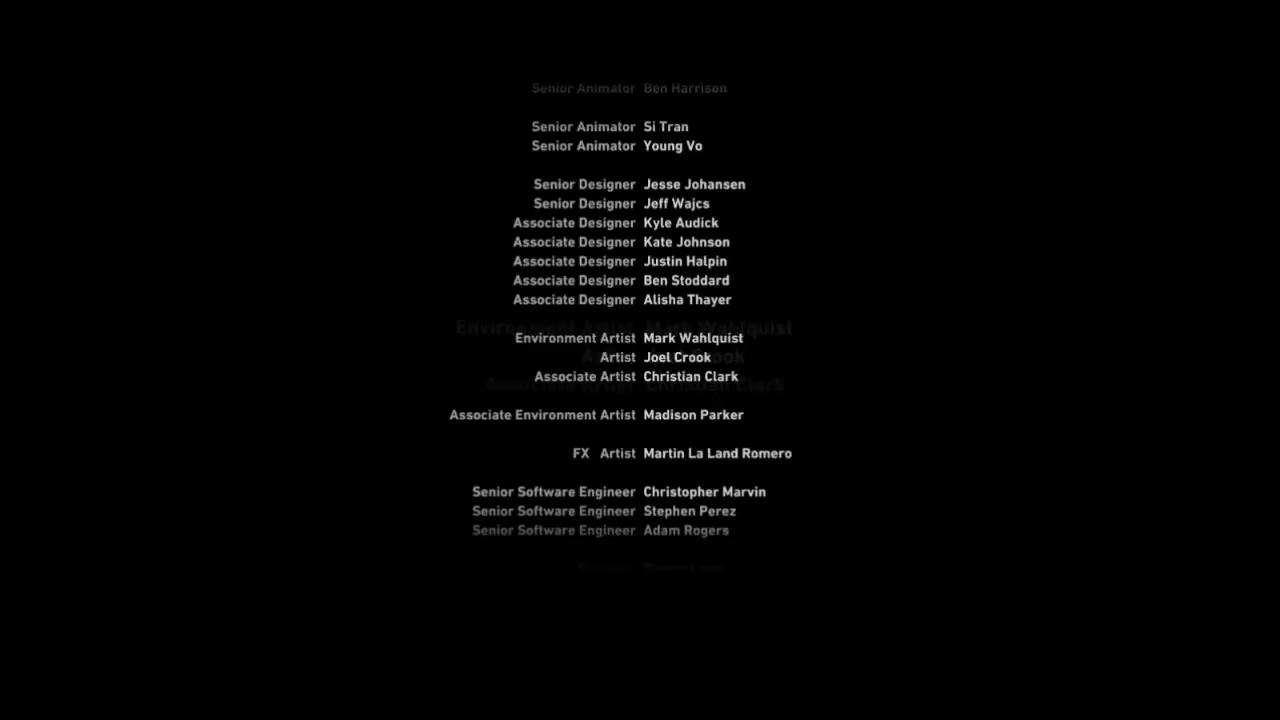 Senior Animator Ben Harrison
Senior Animator Si Tran
Senior Animator Young Vo
Senior Designer Jesse Johansen
Senior Designer Jeff Wajcs
Associate Designer Kyle Audick
Associate Designer Kate Johnson
Associate Designer Justin Halpin
Associate Designer Ben Stoddard
Associate Designer Alisha Thayer
Environment Artist Mark Wahlquist
Artist Joel Crook
Associate Artist Christian Clark
Associate Environment Artist Madison Parker
FX Artist Martin La Land Romero
Senior Software Engineer Christopher Marvin
Senior Software Engineer Stephen Perez
Senior Software Engineer Adam Rogers